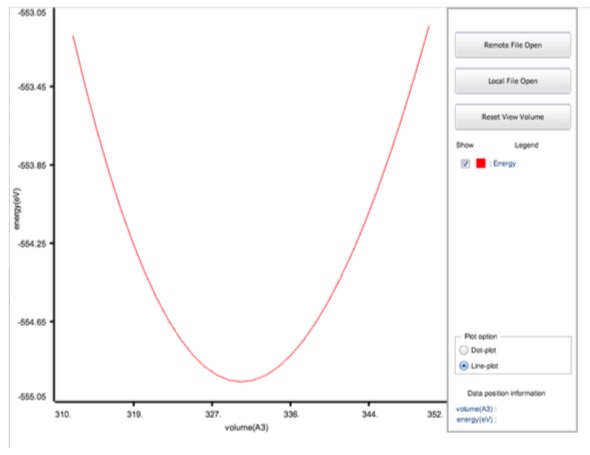 -553.05
-553.45
-553.85
-554.25
-554.65
-555.05
energy(eV)
310. 319. 327. 336. 344. 352.
volume(A3)
Remote File Open
Local File Open
Reset View Volume
Show Legend
: Energy
Plot option
Dot-plot
Line-plot
Data position information
volume(A3) :
energy(eV) :